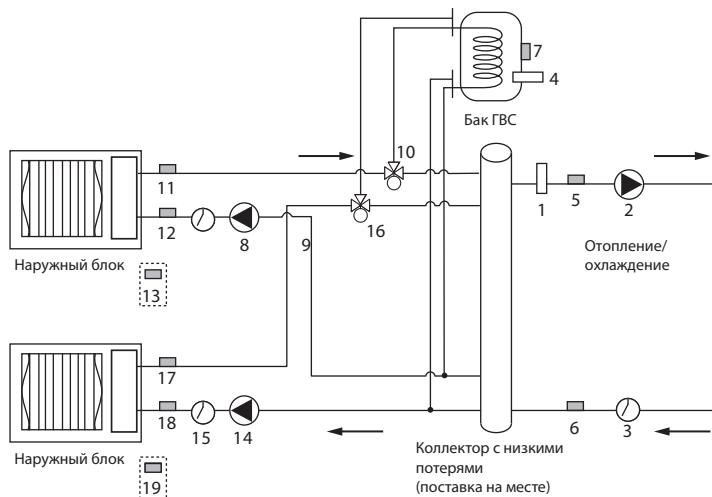 7
4
Бак ГВС
10
11
1
5
2
12
8
9
16
Наружный блок
Отопление/
охлаждение
13
17
18
15
14
6
3
Наружный блок
Коллектор с низкими
потерями
(поставка на месте)
19